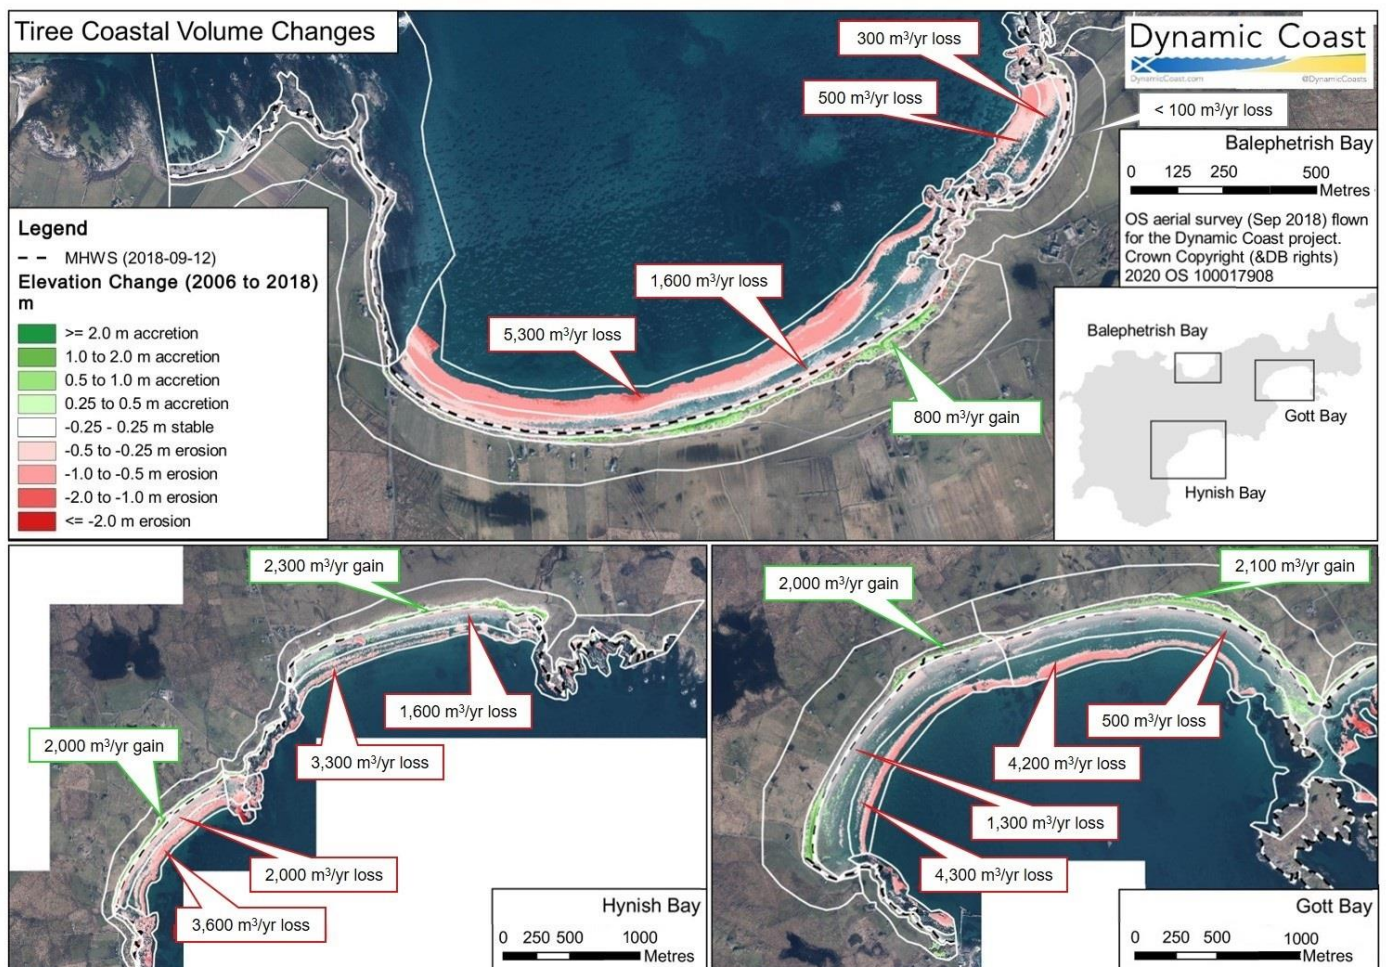 Tiree Coastal Volume Changes
300 m³/yr loss
500 m³/yr loss
Dynamic Coast
DynamicCoast.com
@DynamicCoasts
< 100 m³/yr loss
Balephetrish Bay
0 125 250 500
Metres
OS aerial survey (Sep 2018) flown
for the Dynamic Coast project.
Crown Copyright (&DB rights)
2020 OS 100017908
Legend
MHWS (2018-09-12)
Elevation Change (2006 to 2018)
m
>= 2.0 m accretion
1.0 to 2.0 m accretion
0.5 to 1.0 m accretion
0.25 to 0.5 m accretion
-0.25 - 0.25 m stable
-0.5 to -0.25 m erosion
-1.0 to -0.5 m erosion
-2.0 to -1.0 m erosion
<= -2.0 m erosion
1,600 m³/yr loss
5,300 m³/yr loss
800 m³/yr gain
Balephetrish Bay
Gott Bay
Hynish Bay
2,300 m³/yr gain
1,600 m³/yr loss
2,000 m³/yr gain
3,300 m³/yr loss
2,000 m³/yr loss
3,600 m³/yr loss
Hynish Bay
0 250 500 1000
Metres
2,000 m³/yr gain
2,100 m³/yr gain
500 m³/yr loss
4,200 m³/yr loss
1,300 m³/yr loss
4,300 m³/yr loss
Gott Bay
0 250 500 1000
Metres